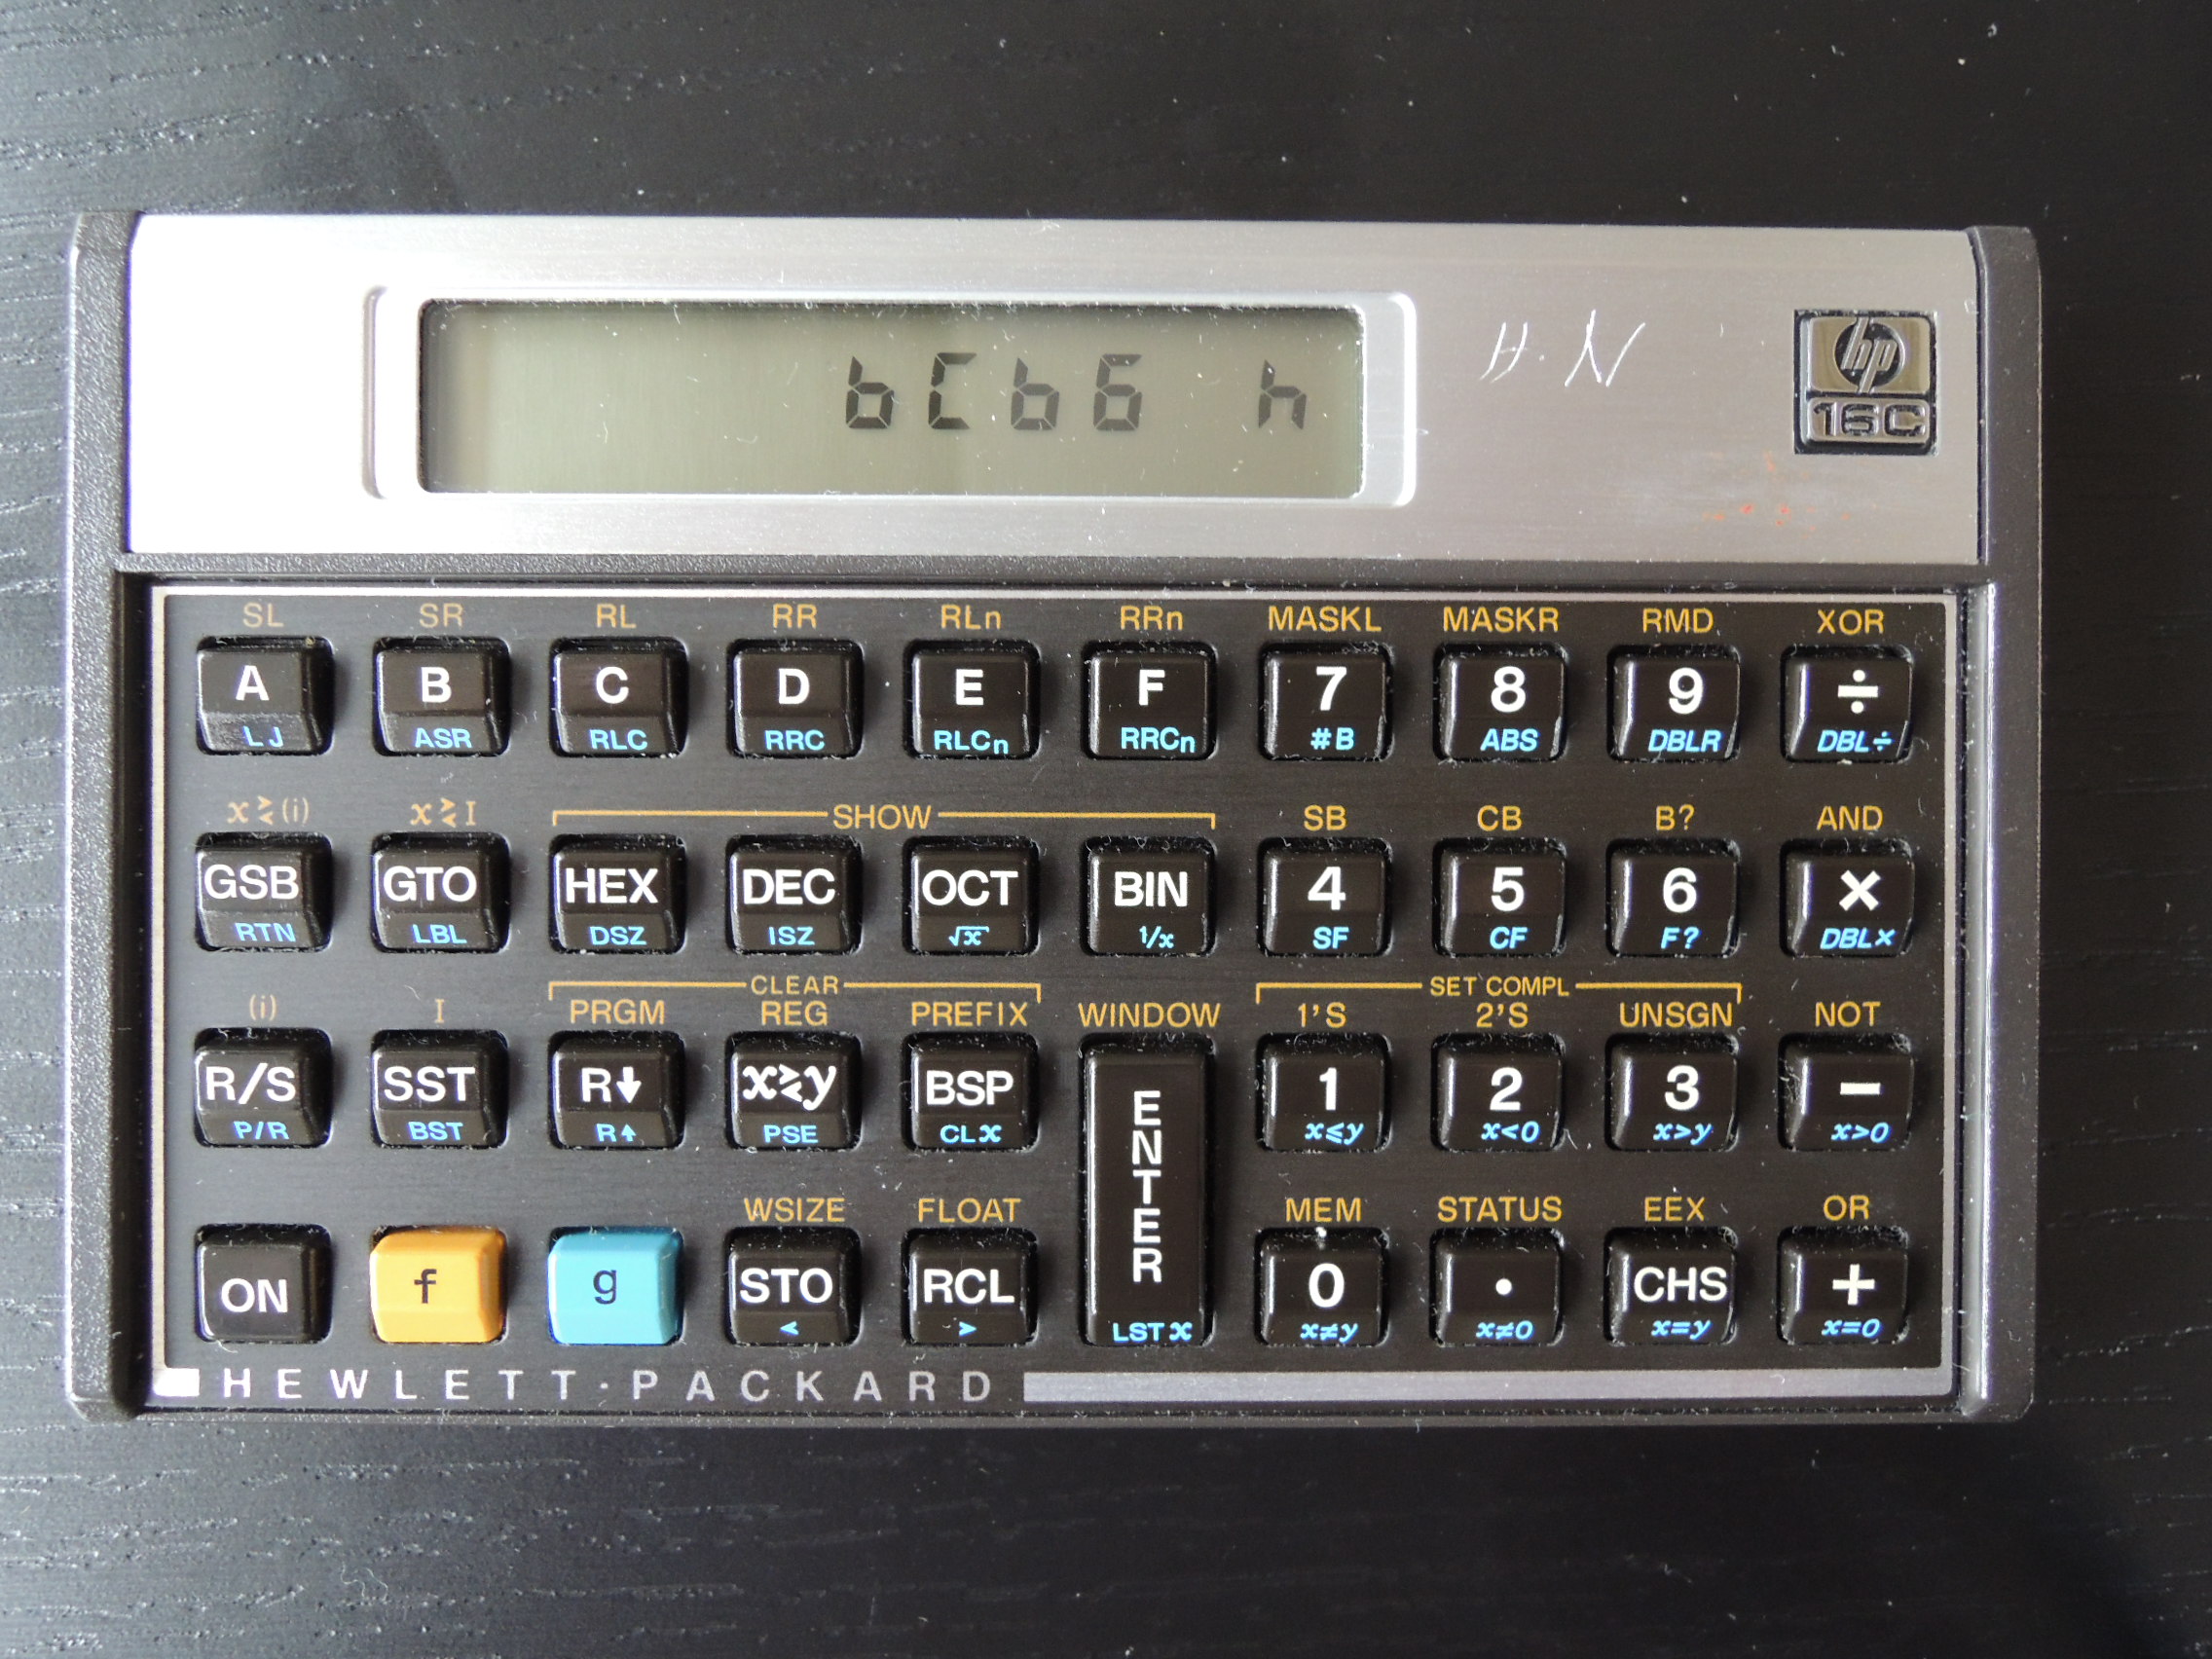 bCb6 h
H.N
hp
16C
SL SR RL RR RLn RRn MASKL MASKR RMD XOR
A B C D E F 7 8 9 ÷
LJ ASR RLC RRC RLCn RRCn #B ABS DBLR DBL÷
x≷(i) x≷I SHOW SB CB B? AND
GSB GTO HEX DEC OCT BIN 4 5 6 ×
RTN LBL DSZ ISZ √x 1/x SF CF F? DBL×
CLEAR SET COMPL
(i) I PRGM REG PREFIX WINDOW 1'S 2'S UNSGN NOT
R/S SST R↓ x≷y BSP ENTER 1 2 3 −
P/R BST R↑ PSE CLx x≤y x<0 x>y x>0
WSIZE FLOAT MEM STATUS EEX OR
ON f g STO RCL 0 . CHS +
< > LST x x≠y x≠0 x=y x=0
HEWLETT·PACKARD